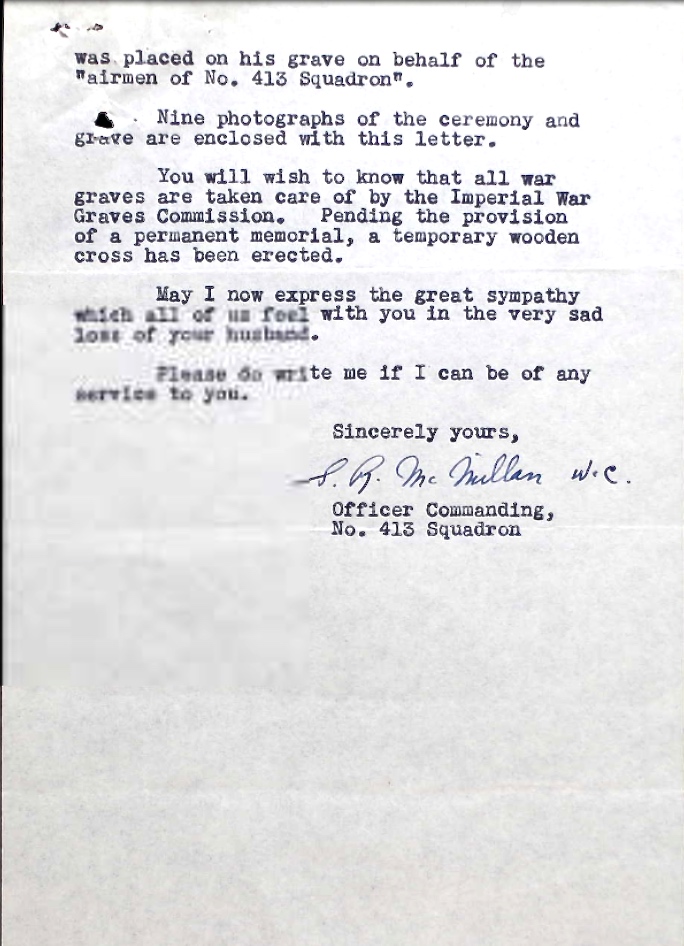 was placed on his grave on behalf of the
"airmen of No. 413 Squadron".
Nine photographs of the ceremony and
grave are enclosed with this letter.
You will wish to know that all war
graves are taken care of by the Imperial War
Graves Commission. Pending the provision
of a permanent memorial, a temporary wooden
cross has been erected.
May I now express the great sympathy
which all of us feel with you in the very sad
loss of your husband.
Please do write me if I can be of any
service to you.
Sincerely yours,
S. R. McMillan W.C.
Officer Commanding,
No. 413 Squadron